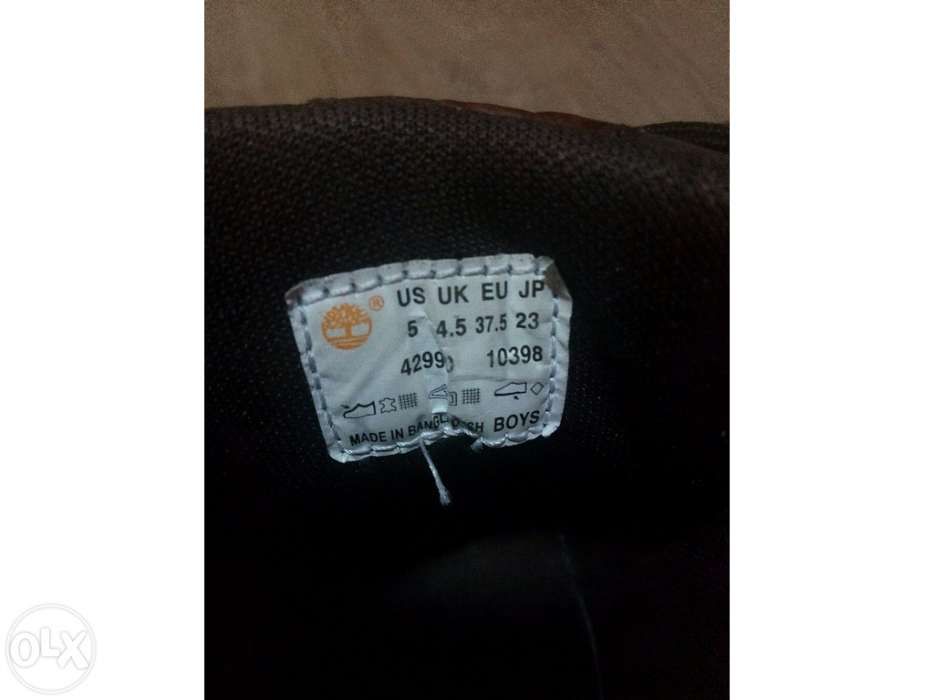 ® US UK EU JP
5 4.5 37.5 23
10398
MADE IN BOYS
OLX